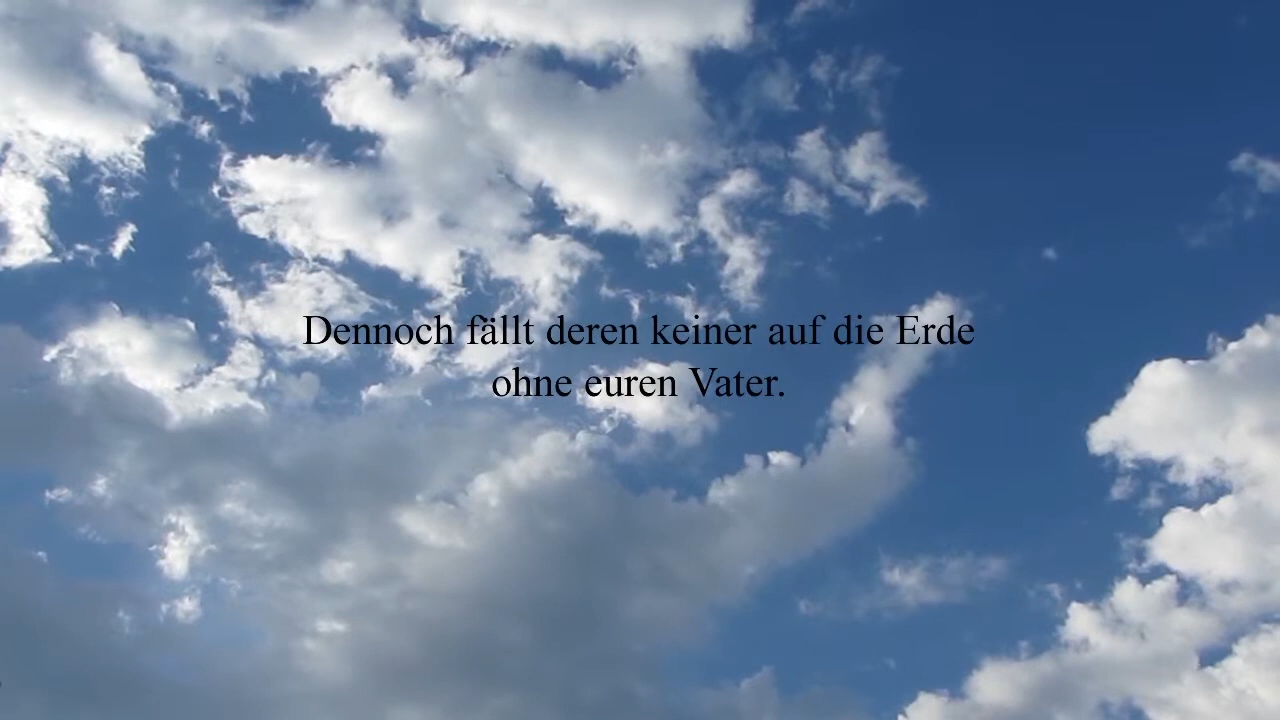 Dennoch fällt deren keiner auf die Erde
ohne euren Vater.